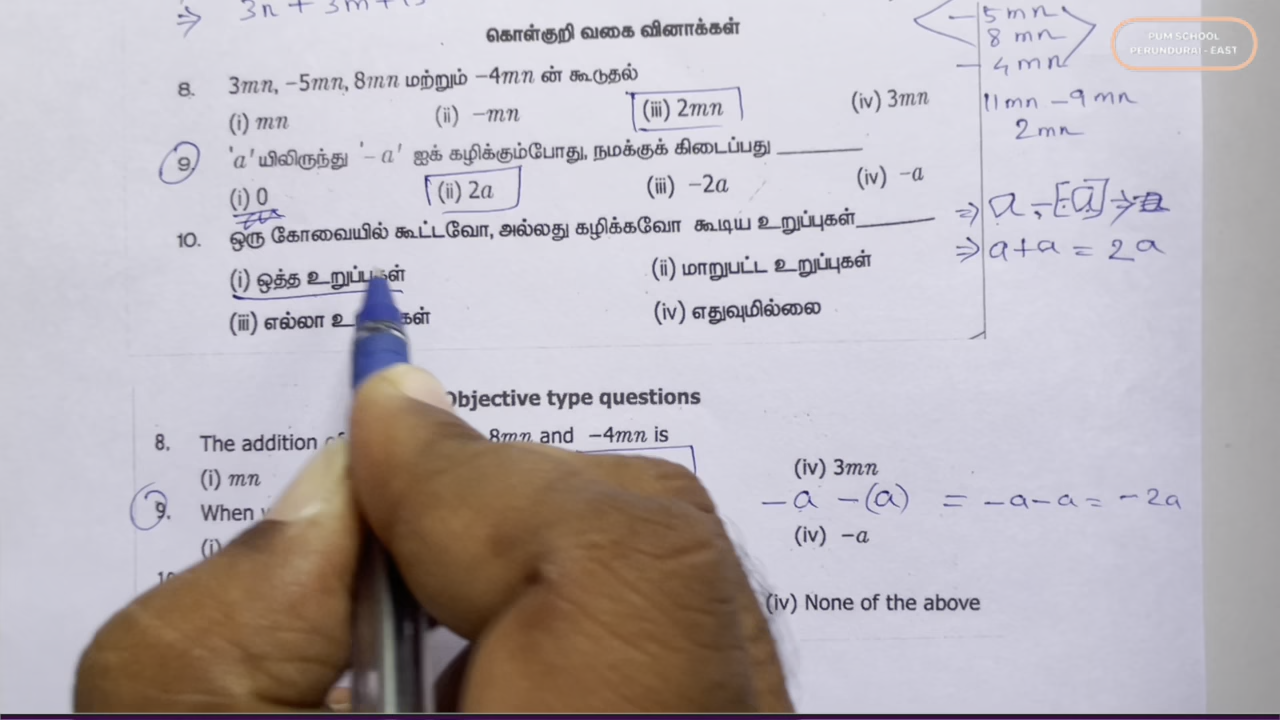 ⇒ 3n + 3m + 
கொள்குறி வகை வினாக்கள்
8. 3mn, −5mn, 8mn மற்றும் −4mn ன் கூடுதல்
(i) mn (ii) −mn (iii) 2mn (iv) 3mn
9. 'a' யிலிருந்து '−a' ஐக் கழிக்கும்போது, நமக்குக் கிடைப்பது ________
(i) 0 (ii) 2a (iii) −2a (iv) −a
10. ஒரு கோவையில் கூட்டவோ, அல்லது கழிக்கவோ கூடிய உறுப்புகள்________
(i) ஒத்த உறுப்புகள் (ii) மாறுபட்ட உறுப்புகள்
(iii) எல்லா (iv) எதுவுமில்லை
− 5mn
8 mn
− 4mn
11mn − 9mn
2mn
⇒ a − [−a] ⇒
⇒ a + a = 2a
PUM SCHOOL
PERUNDURAI - EAST
Objective type questions
8. The addition 8mn and −4mn is
(i) mn (iv) 3mn
9. When
−a −(a) = −a−a = −2a
(i) (iv) −a
(iv) None of the above